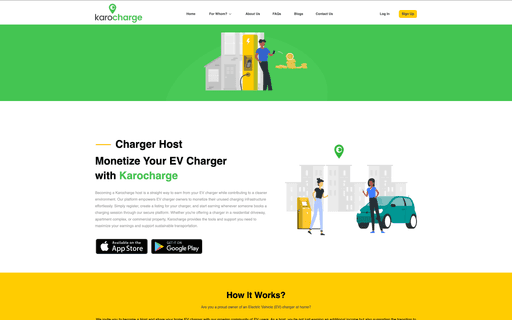 karocharge
Home For Whom? About Us FAQs Blogs Contact Us Log In Sign Up
Charger Host
Monetize Your EV Charger
with Karocharge
Becoming a Karocharge Host is a straight way to earn from your EV charger while contributing to a cleaner
environment. Our platform empowers EV charger owners to monetize their unused charging infrastructure
effortlessly. Simply register, create a listing for your charger, and start earning whenever someone books a
charging session through our secure platform. Whether you're offering a charger in a residential driveway,
apartment complex, or commercial property, Karocharge provides the tools and support you need to
maximize your earnings and support sustainable transportation.
Available on the
App Store
GET IT ON
Google Play
How It Works?
Are you a proud owner of an Electric Vehicle (EV) charger at home?